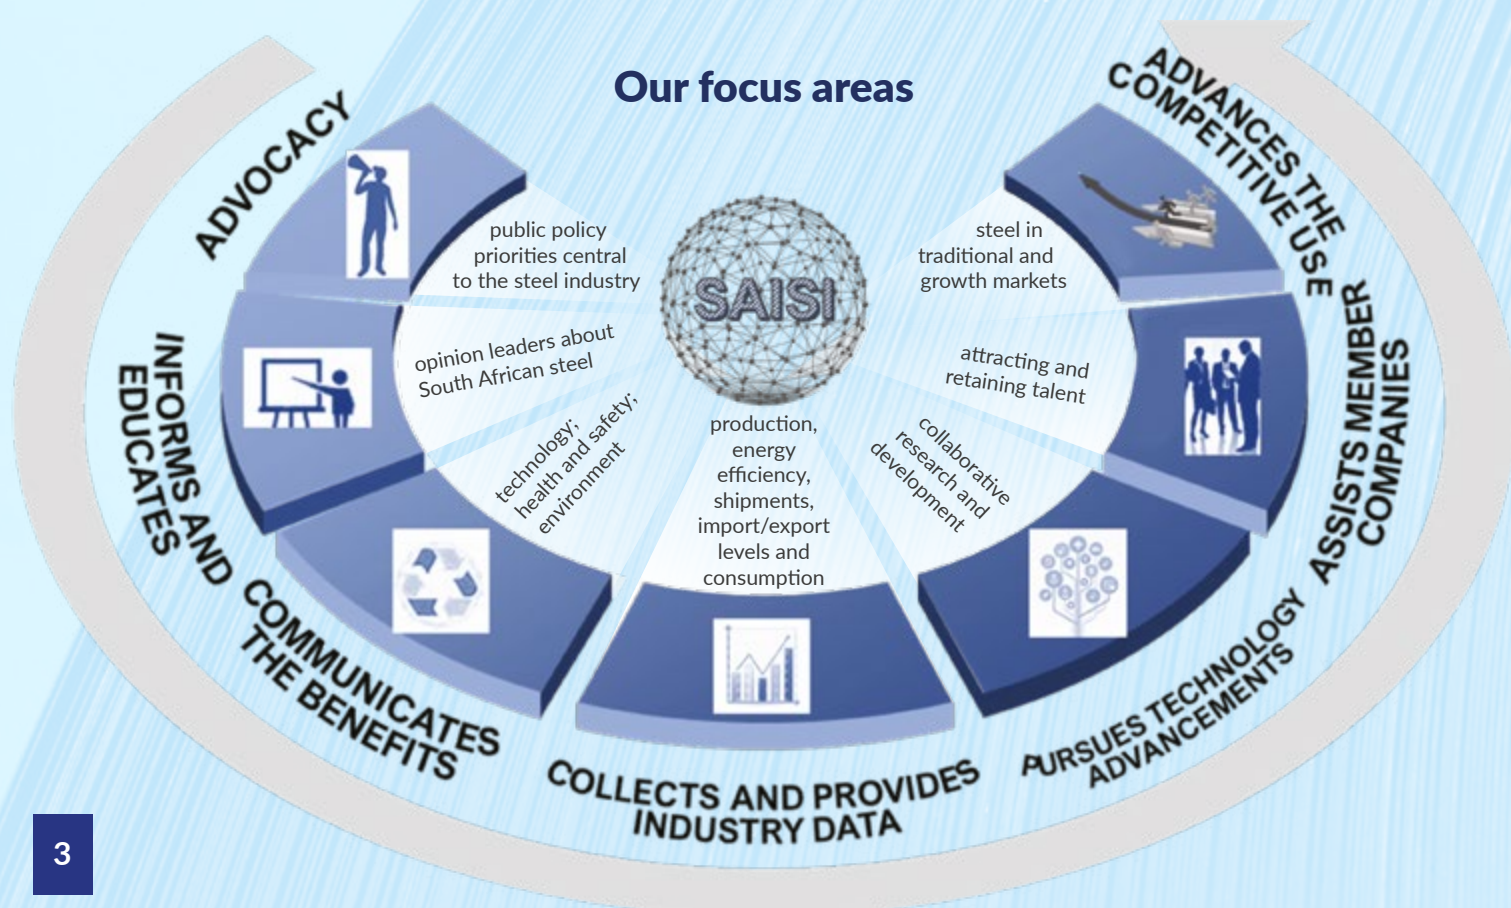 Our focus areas
ADVOCACY
public policy
priorities central
to the steel industry
INFORMS AND
EDUCATES
opinion leaders about
South African steel
COMMUNICATES
THE BENEFITS
technology;
health and safety;
environment
COLLECTS AND PROVIDES
INDUSTRY DATA
production,
energy
efficiency,
shipments,
import/export
levels and
consumption
PURSUES TECHNOLOGY
ADVANCEMENTS
collaborative
research and
development
ASSISTS MEMBER
COMPANIES
attracting and
retaining talent
ADVANCES THE
COMPETITIVE USE
steel in
traditional and
growth markets
SAISI
3